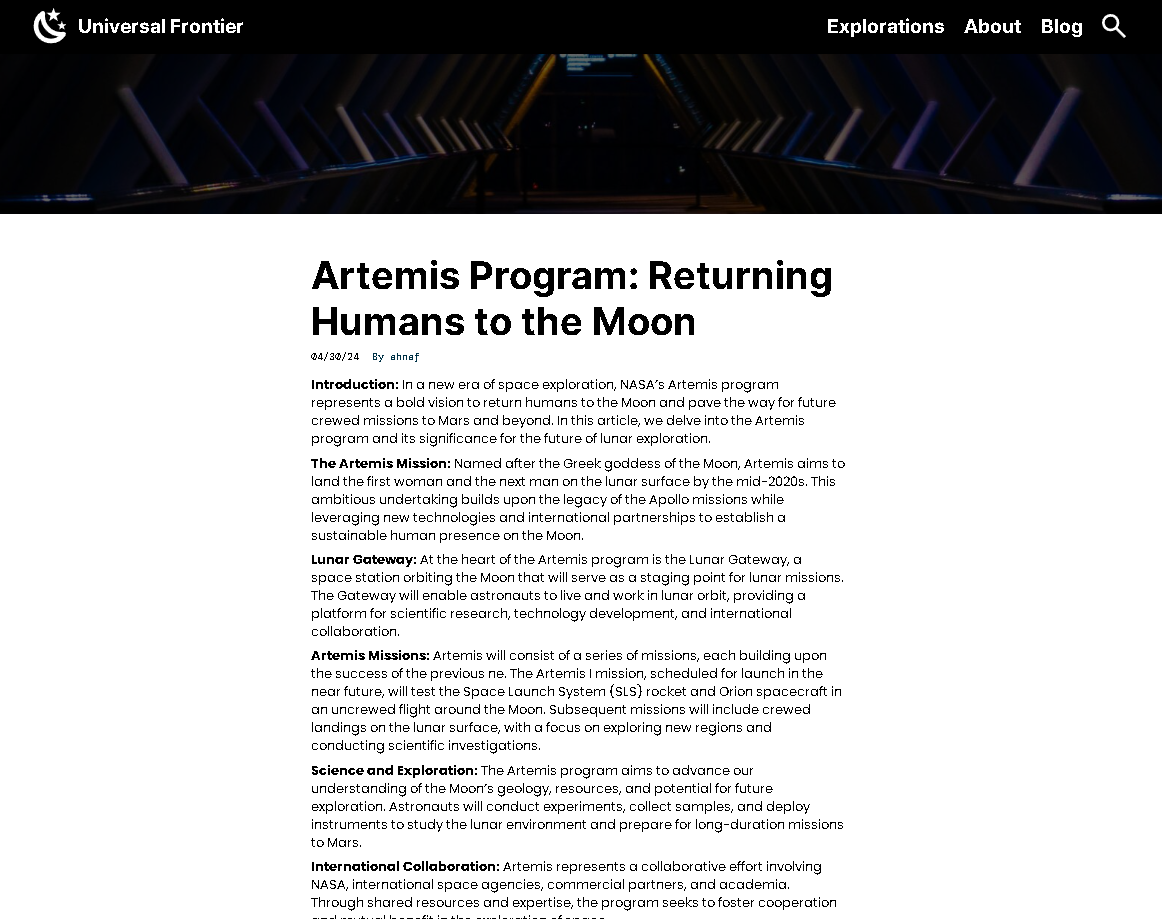 Universal Frontier
Explorations About Blog
Artemis Program: Returning
Humans to the Moon
04/30/24 By ahnaf
Introduction: In a new era of space exploration, NASA's Artemis program
represents a bold vision to return humans to the Moon and pave the way for future
crewed missions to Mars and beyond. In this article, we delve into the Artemis
program and its significance for the future of lunar exploration.
The Artemis Mission: Named after the Greek goddess of the Moon, Artemis aims to
land the first woman and the next man on the lunar surface by the mid-2020s. This
ambitious undertaking builds upon the legacy of the Apollo missions while
leveraging new technologies and international partnerships to establish a
sustainable human presence on the Moon.
Lunar Gateway: At the heart of the Artemis program is the Lunar Gateway, a
space station orbiting the Moon that will serve as a staging point for lunar missions.
The Gateway will enable astronauts to live and work in lunar orbit, providing a
platform for scientific research, technology development, and international
collaboration.
Artemis Missions: Artemis will consist of a series of missions, each building upon
the success of the previous ne. The Artemis I mission, scheduled for launch in the
near future, will test the Space Launch System (SLS) rocket and Orion spacecraft in
an uncrewed flight around the Moon. Subsequent missions will include crewed
landings on the lunar surface, with a focus on exploring new regions and
conducting scientific investigations.
Science and Exploration: The Artemis program aims to advance our
understanding of the Moon's geology, resources, and potential for future
exploration. Astronauts will conduct experiments, collect samples, and deploy
instruments to study the lunar environment and prepare for long-duration missions
to Mars.
International Collaboration: Artemis represents a collaborative effort involving
NASA, international space agencies, commercial partners, and academia.
Through shared resources and expertise, the program seeks to foster cooperation
and mutual benefit in the exploration of space.